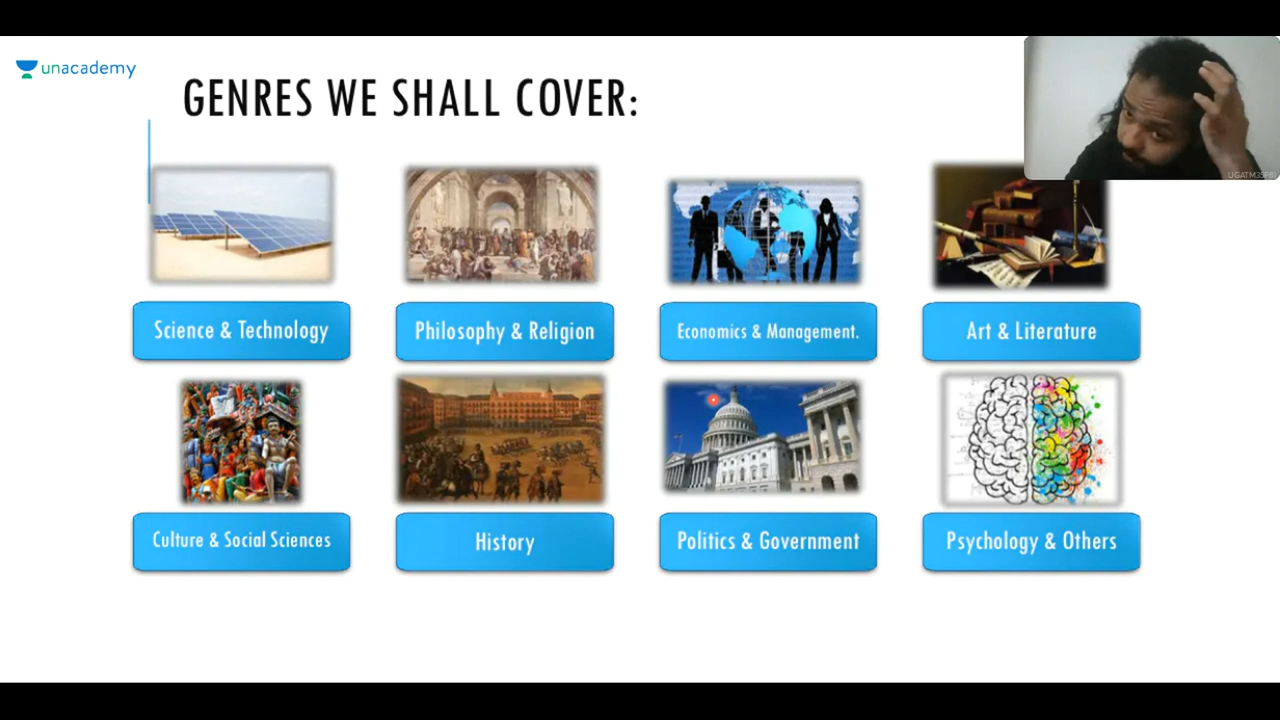 unacademy
GENRES WE SHALL COVER:
Science & Technology
Philosophy & Religion
Economics & Management.
Art & Literature
Culture & Social Sciences
History
Politics & Government
Psychology & Others